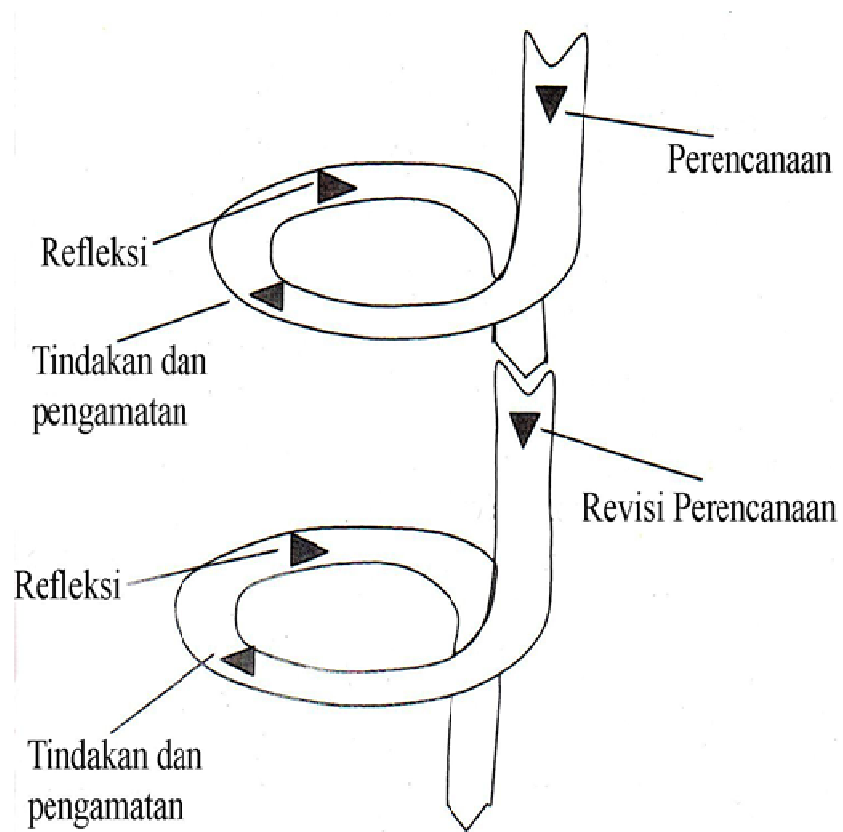 Perencanaan
Refleksi
Tindakan dan
pengamatan
Revisi Perencanaan
Refleksi
Tindakan dan
pengamatan